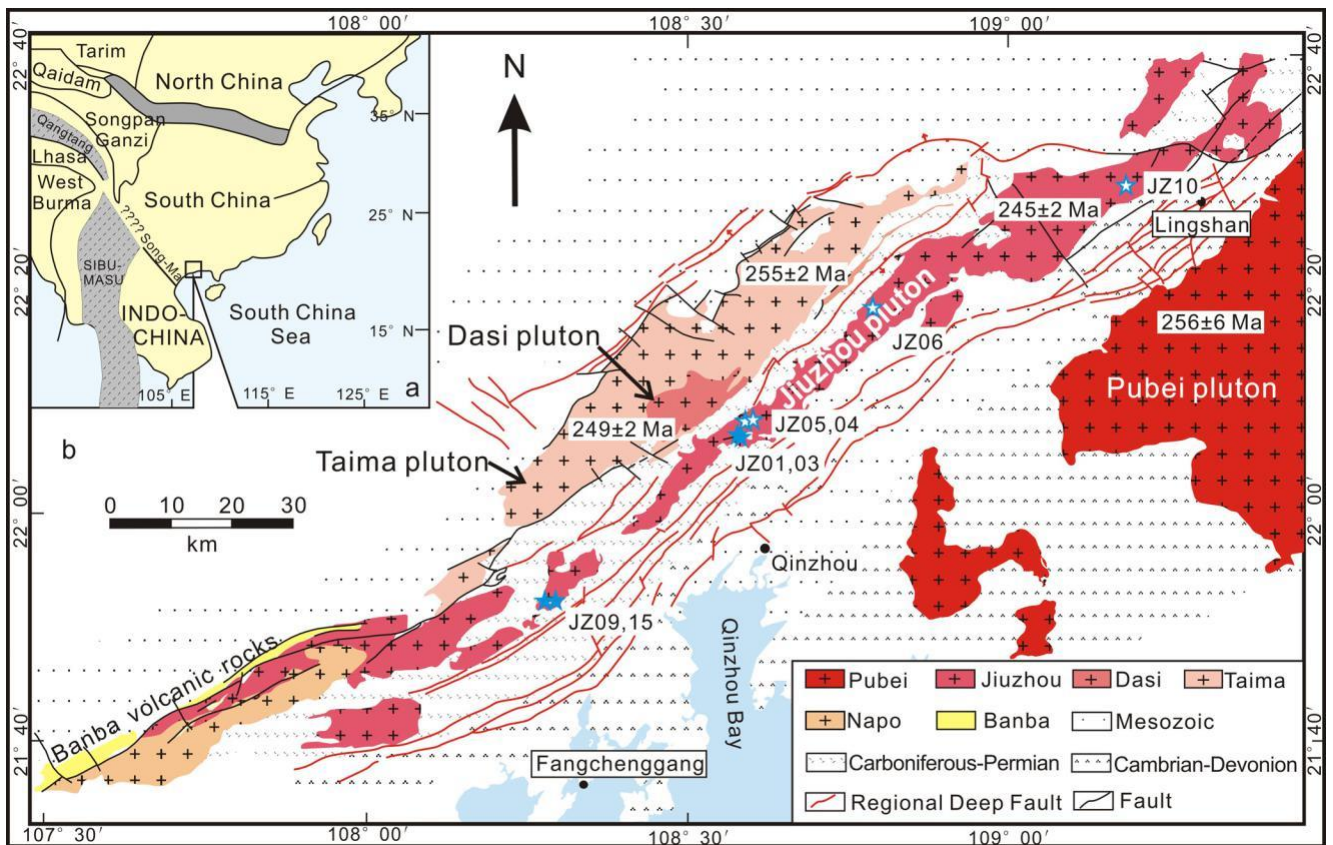 108° 00′
108° 30′
109° 00′
22° 40′
22° 20′
22° 00′
21° 40′
22° 40′
22° 20′
22° 00′
21° 40′
107° 30′
108° 00′
108° 30′
109° 00′
Tarim
Qaidam
North China
Qangtang
Songpan
Ganzi
35° N
Lhasa
West
Burma
South China
25° N
????
Song-Ma
SIBU-
MASU
INDO-
CHINA
South China
Sea
15° N
105° E
115° E
125° E
a
b
N
0 10 20 30
km
JZ10
245±2 Ma
Lingshan
255±2 Ma
Dasi pluton
Jiuzhou pluton
JZ06
256±6 Ma
Pubei pluton
249±2 Ma
JZ05,04
JZ01,03
Taima pluton
Qinzhou
JZ09,15
Qinzhou Bay
Banba volcanic rocks
Fangchenggang
Pubei
Jiuzhou
Dasi
Taima
Napo
Banba
Mesozoic
Carboniferous-Permian
Cambrian-Devonion
Regional Deep Fault
Fault